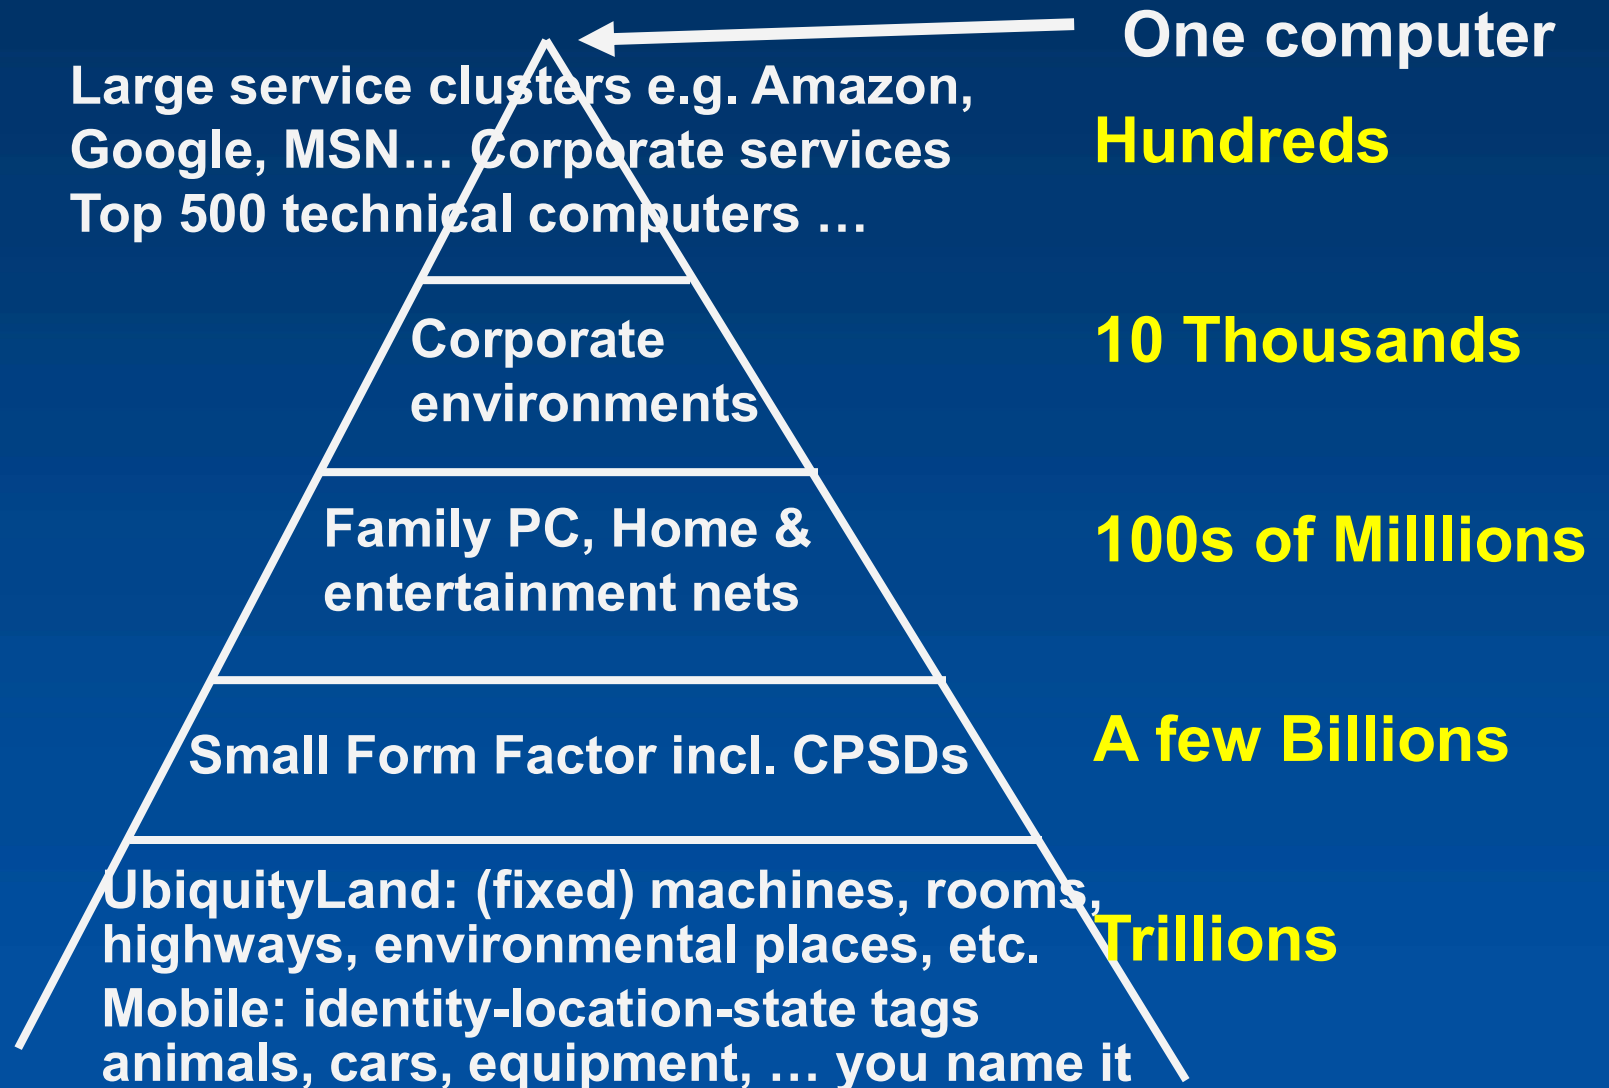 One computer
Large service clusters e.g. Amazon,
Google, MSN… Corporate services
Top 500 technical computers …
Hundreds
Corporate
environments
10 Thousands
Family PC, Home &
entertainment nets
100s of Milllions
Small Form Factor incl. CPSDs
A few Billions
UbiquityLand: (fixed) machines, rooms,
highways, environmental places, etc.
Mobile: identity-location-state tags
animals, cars, equipment, … you name it
Trillions